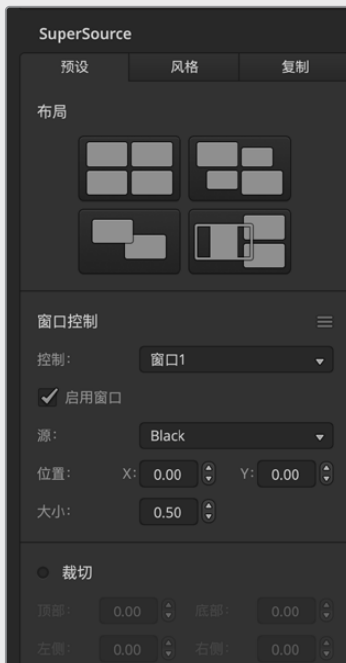 SuperSource
预设 风格 复制
布局
窗口控制
控制: 窗口1
启用窗口
源: Black
位置: X: 0.00 Y: 0.00
大小: 0.50
裁切
顶部: 0.00 底部: 0.00
左侧: 0.00 右侧: 0.00